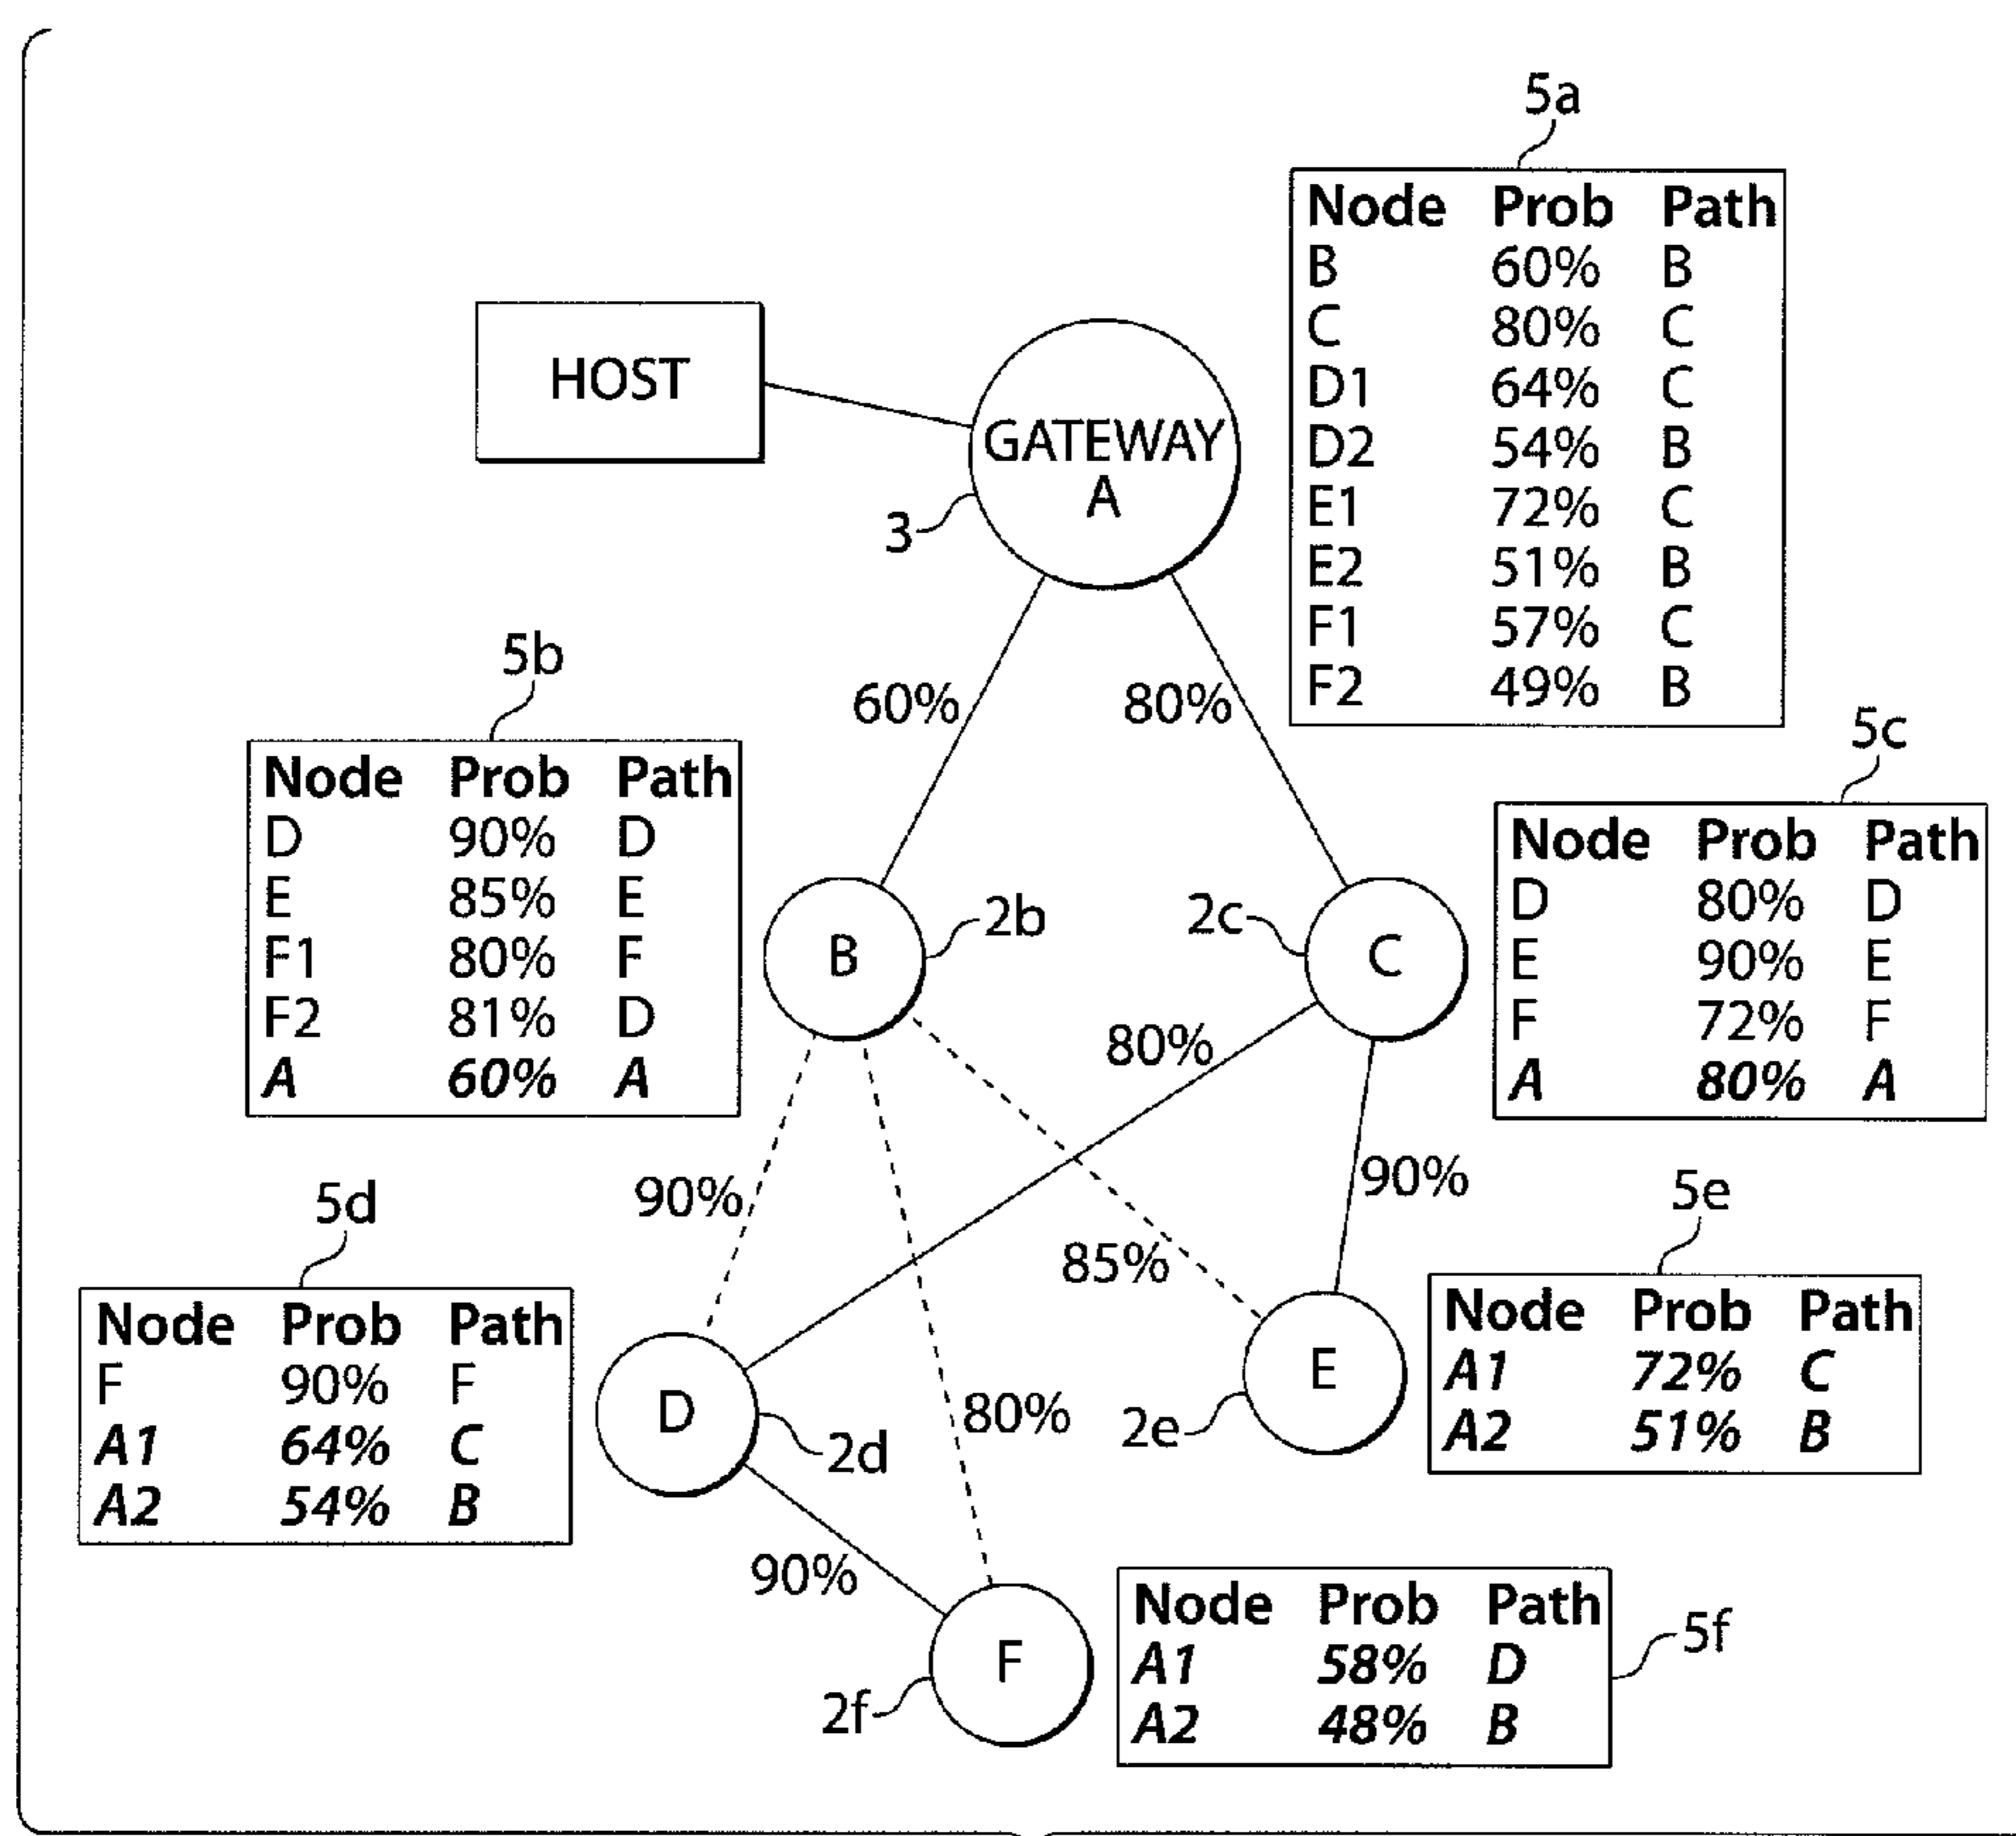 5a
Node Prob Path
B 60% B
C 80% C
D1 64% C
D2 54% B
E1 72% C
E2 51% B
F1 57% C
F2 49% B
HOST
GATEWAY
A
3
60%
80%
5b
Node Prob Path
D 90% D
E 85% E
F1 80% F
F2 81% D
A 60% A
5c
Node Prob Path
D 80% D
E 90% E
F 72% F
A 80% A
B
2b
2c
C
80%
90%
90%
85%
80%
5d
Node Prob Path
F 90% F
A1 64% C
A2 54% B
D
2d
5e
Node Prob Path
A1 72% C
A2 51% B
E
2e
90%
F
2f
Node Prob Path
A1 58% D
A2 48% B
5f